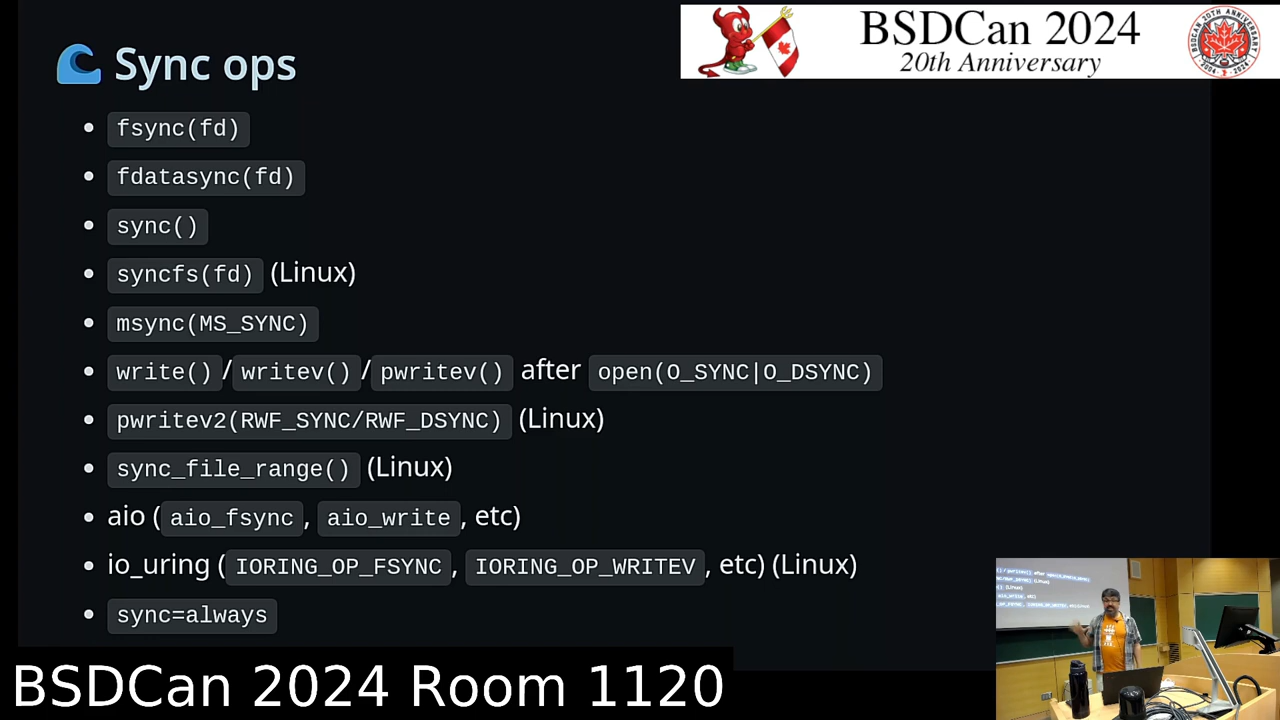 Sync ops
BSDCan 2024
20th Anniversary
fsync(fd)
fdatasync(fd)
sync()
syncfs(fd) (Linux)
msync(MS_SYNC)
write()/writev()/pwritev() after open(O_SYNC|O_DSYNC)
pwritev2(RWF_SYNC/RWF_DSYNC) (Linux)
sync_file_range() (Linux)
aio (aio_fsync, aio_write, etc)
io_uring (IORING_OP_FSYNC, IORING_OP_WRITEV, etc) (Linux)
sync=always
BSDCan 2024 Room 1120